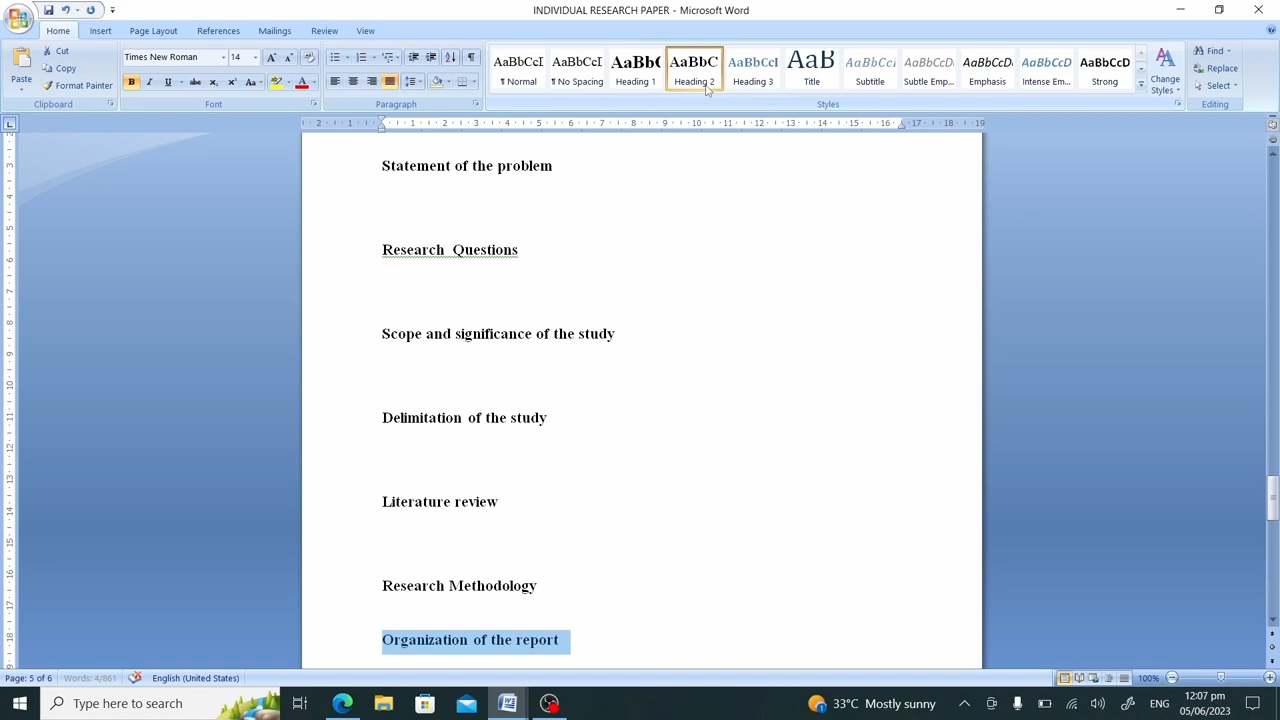 INDIVIDUAL RESEARCH PAPER - Microsoft Word
Home Insert Page Layout References Mailings Review View
Paste Cut Copy Format Painter Clipboard
Times New Roman 14 Font
Paragraph
AaBbCcI AaBbCcI AaBbC AaBbC AaBbCcI AaB AaBbCcI AaBbCcD AaBbCcD AaBbCcD AaBbCcD
¶ Normal ¶ No Spacing Heading 1 Heading 2 Heading 3 Title Subtitle Subtle Emp... Emphasis Intense Em... Strong
Change Styles Styles
Find Replace Select Editing
Statement of the problem
Research Questions
Scope and significance of the study
Delimitation of the study
Literature review
Research Methodology
Organization of the report
Page: 5 of 6 Words: 4/861 English (United States) 100%
Type here to search
33°C Mostly sunny ENG 12:07 pm 05/06/2023